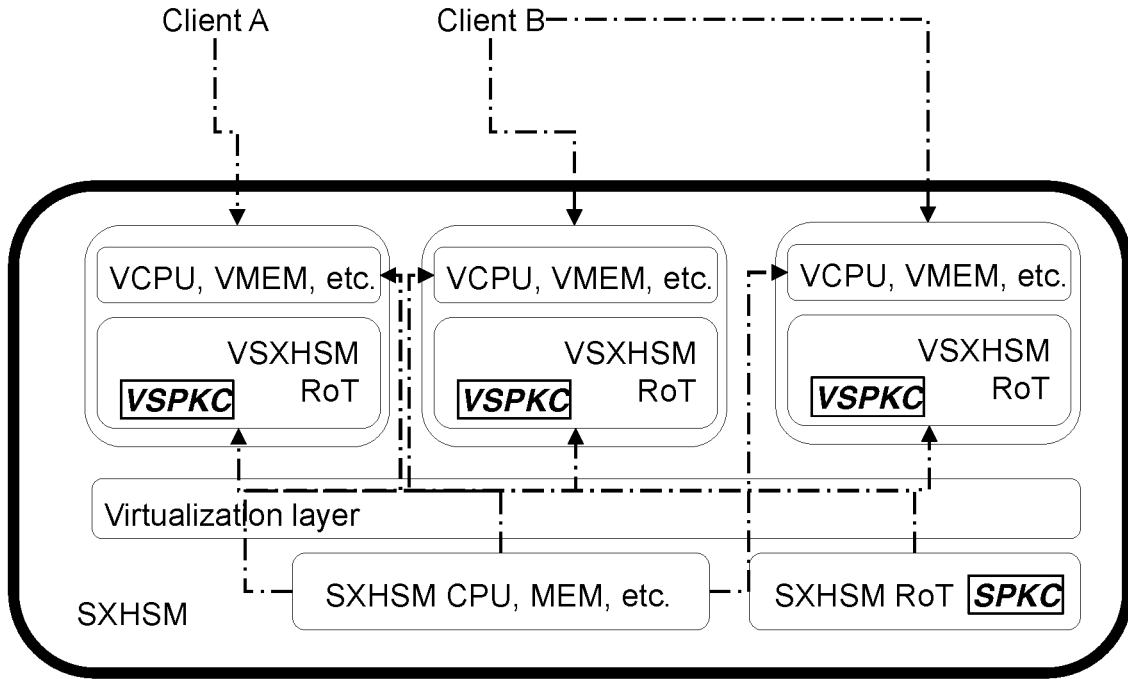 Client A
Client B
VCPU, VMEM, etc.
VCPU, VMEM, etc.
VCPU, VMEM, etc.
VSXHSM
RoT
VSPKC
VSXHSM
RoT
VSPKC
VSXHSM
RoT
VSPKC
Virtualization layer
SXHSM CPU, MEM, etc.
SXHSM RoT SPKC
SXHSM